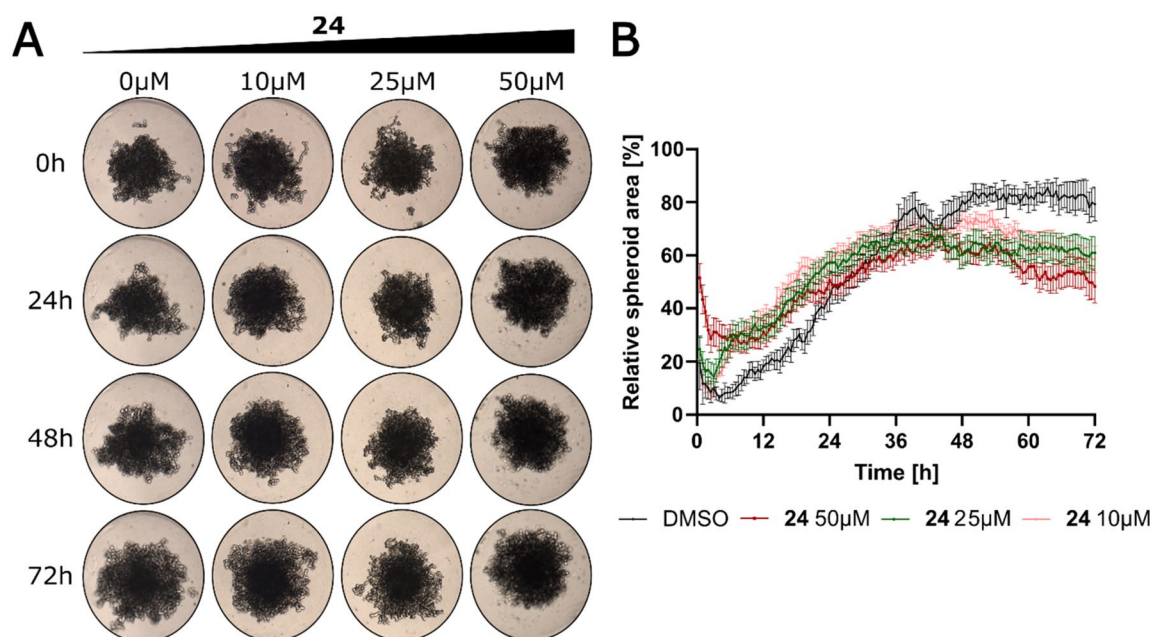 A
24
0µM 10µM 25µM 50µM
0h
24h
48h
72h
B
Relative spheroid area [%]
100
80
60
40
20
0
0 12 24 36 48 60 72
Time [h]
DMSO 24 50µM 24 25µM 24 10µM